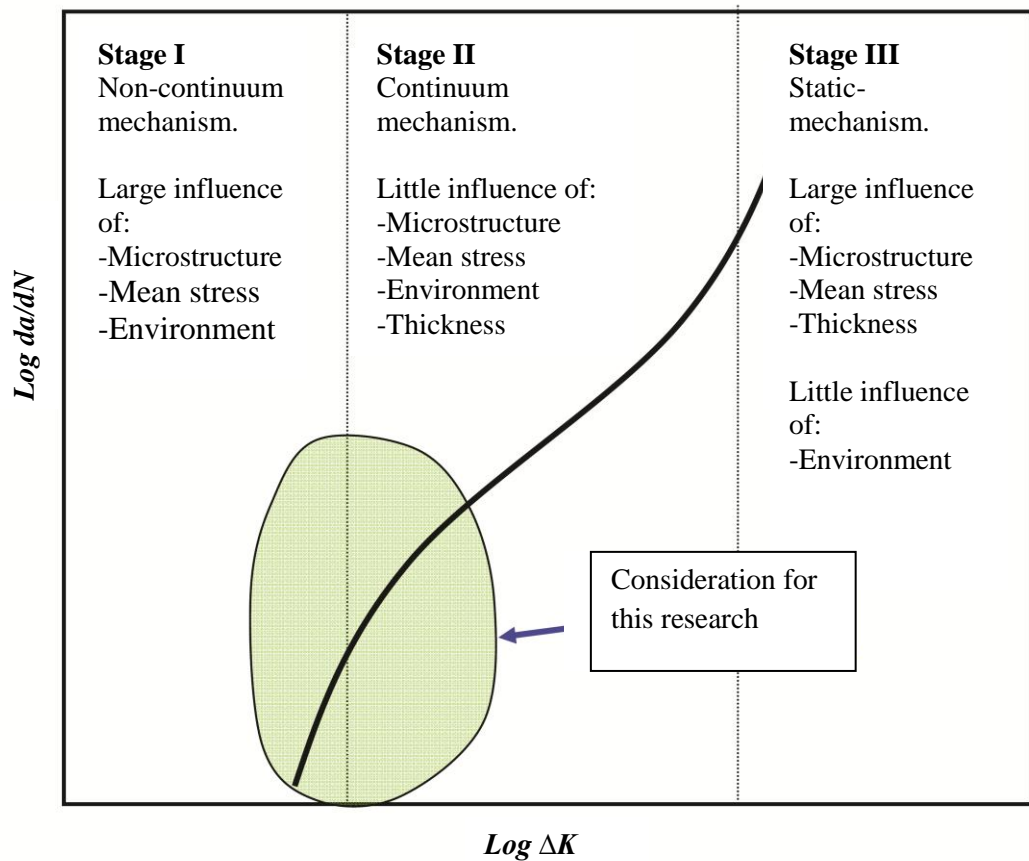 Stage I
Non-continuum
mechanism.
Large influence
of:
-Microstructure
-Mean stress
-Environment
Stage II
Continuum
mechanism.
Little influence of:
-Microstructure
-Mean stress
-Environment
-Thickness
Stage III
Static-
mechanism.
Large influence
of:
-Microstructure
-Mean stress
-Thickness
Little influence
of:
-Environment
Consideration for
this research
Log da/dN
Log ΔK